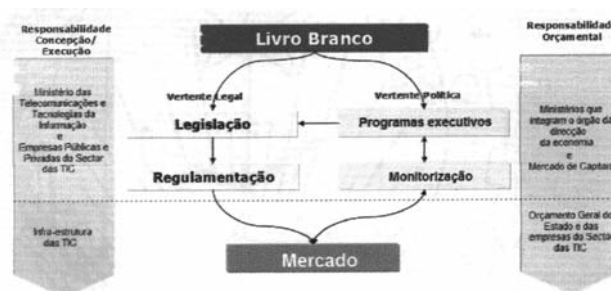 Responsabilidade
Concepção/
Execução
Ministério das
Telecomunicações e
Tecnologias da
Informação
e
Empresas Públicas e
Privadas do Sector
das TIC
Infra-estrutura
das TIC
Livro Branco
Vertente Legal
Vertente Política
Legislação
Programas executivos
Regulamentação
Monitorização
Mercado
Responsabilidad
Orçamental
Ministérios que
integram o órgão da
direcção
da economia
e
Mercado de Capitais
Orçamento Geral do
Estado e das
empresas do Sector
das TIC